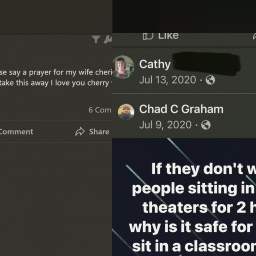 se say a prayer for my wife cheri
take this away I love you cherry
6 Com
Comment
Share
Like
Cathy
Jul 13, 2020 ·
Chad C Graham
Jul 9, 2020 ·
If they don't w
people sitting in
theaters for 2 h
why is it safe for
sit in a classroom